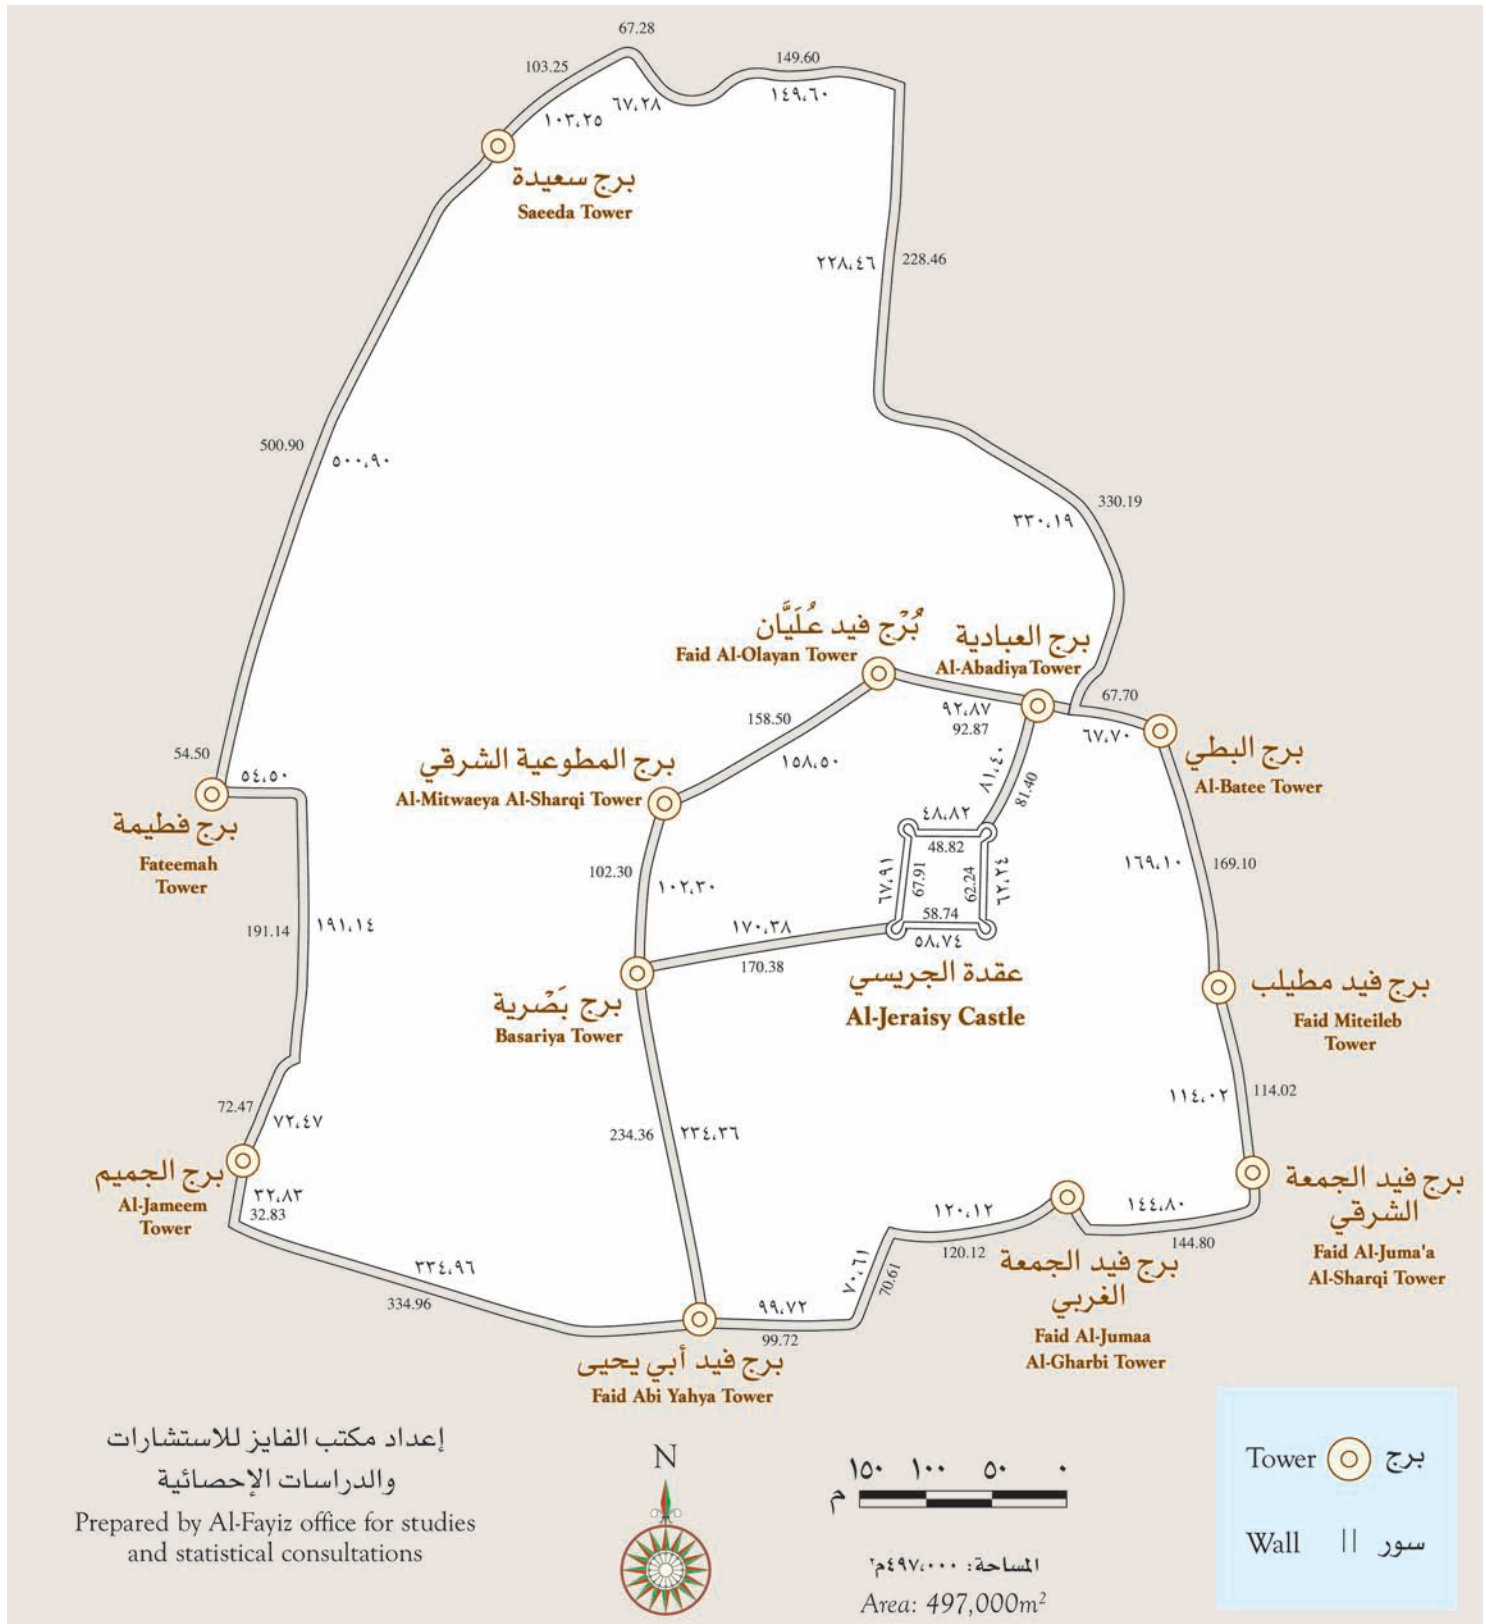 67.28
103.25
149.60
٦٧،٢٨
١٤٩،٦٠
١٠٣،٢٥
برج سعيدة
Saeeda Tower
٢٢٨،٤٦
228.46
500.90
٥٠٠،٩٠
330.19
٣٣٠،١٩
بُرْج فيد عُلَيَّان
Faid Al-Olayan Tower
برج العبادية
Al-Abadiya Tower
67.70
٦٧،٧٠
٩٢،٨٧
92.87
158.50
١٥٨،٥٠
برج البطي
Al-Batee Tower
54.50
٥٤،٥٠
برج فطيمة
Fateemah
Tower
برج المطوعية الشرقي
Al-Mitwaeya Al-Sharqi Tower
٨١،٤٠
81.40
٤٨،٨٢
48.82
٦٧،٩١
67.91
62.24
٦٢،٢٤
58.74
٥٨،٧٤
١٦٩،١٠
169.10
102.30
١٠٢،٣٠
191.14
١٩١،١٤
١٧٠،٣٨
170.38
عقدة الجريسي
Al-Jeraisy Castle
برج بَصْرية
Basariya Tower
برج فيد مطيلب
Faid Miteileb
Tower
72.47
٧٢،٤٧
234.36
٢٣٤،٣٦
١١٤،٠٢
114.02
برج الجميم
Al-Jameem
Tower
٣٢،٨٣
32.83
١٢٠،١٢
120.12
١٤٤،٨٠
144.80
برج فيد الجمعة
الشرقي
Faid Al-Juma'a
Al-Sharqi Tower
برج فيد الجمعة
الغربي
Faid Al-Jumaa
Al-Gharbi Tower
٣٣٤،٩٦
334.96
٧٠،٦١
70.61
٩٩،٧٢
99.72
برج فيد أبي يحيى
Faid Abi Yahya Tower
إعداد مكتب الفايز للاستشارات
والدراسات الإحصائية
Prepared by Al-Fayiz office for studies
and statistical consultations
N
١٥٠ ١٠٠ ٥٠ ٠
م
المساحة: ٤٩٧،٠٠٠م٢
Area: 497,000m²
Tower برج
Wall سور